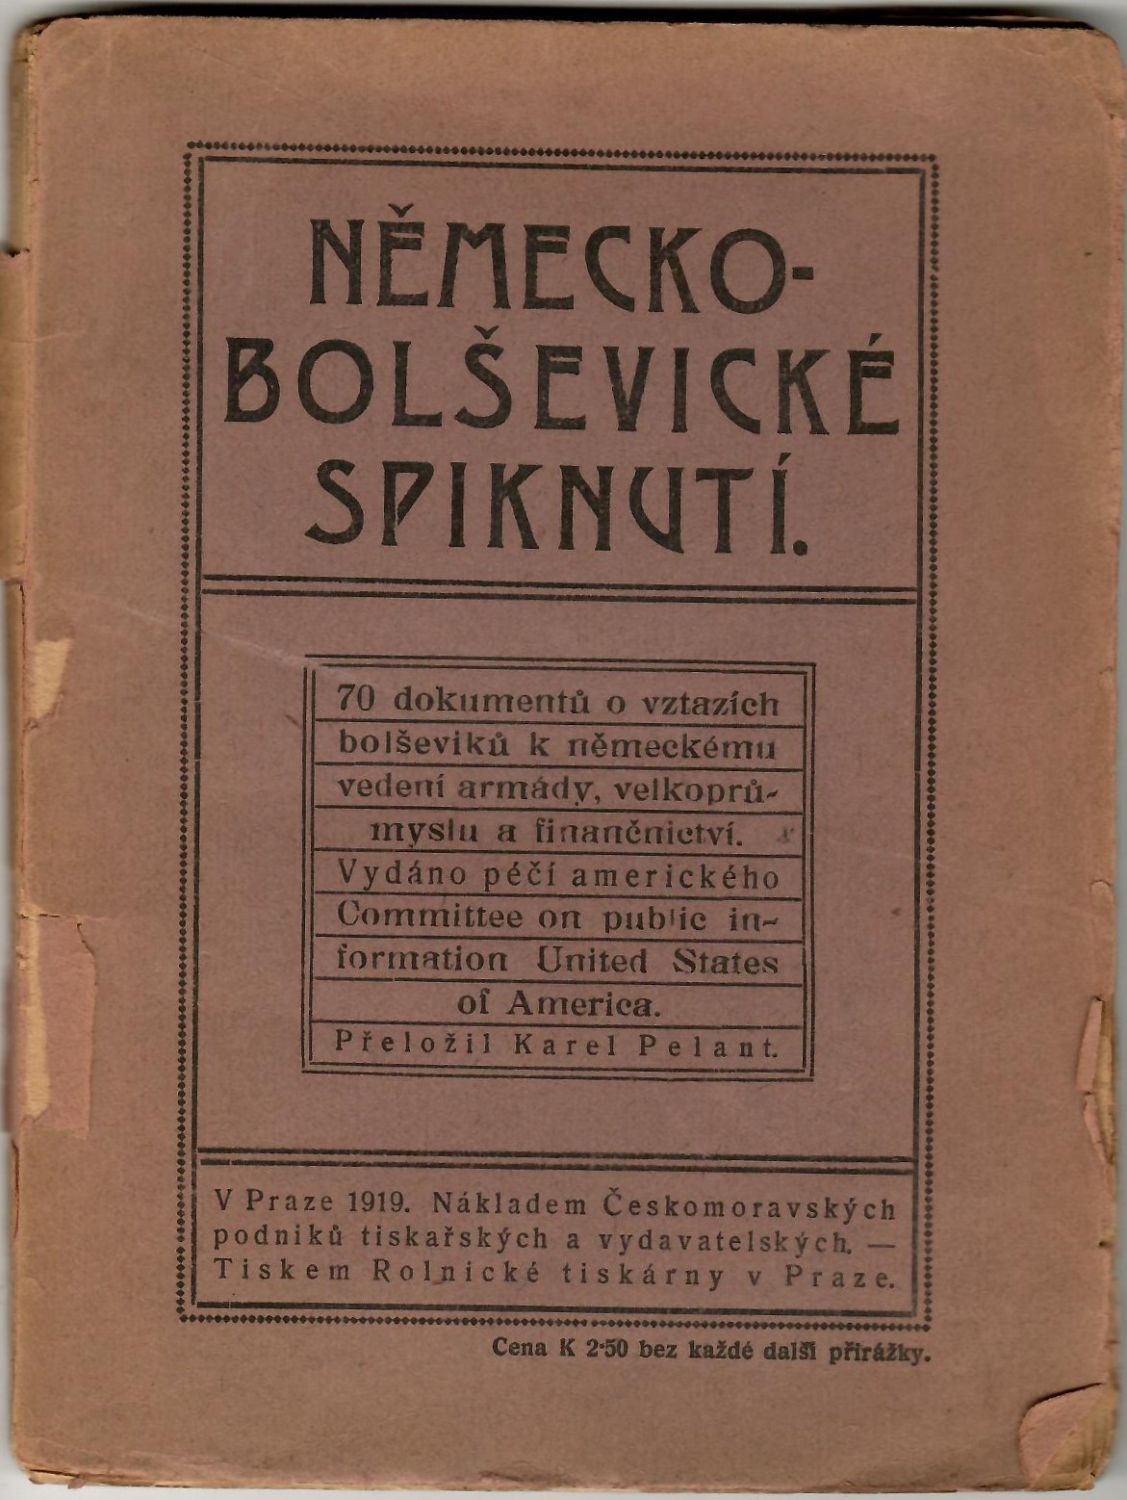 NĚMECKO-
BOLŠEVICKÉ
SPIKNUTÍ.
70 dokumentů o vztazích
bolševiků k německému
vedení armády, velkoprů-
myslu a finančnictví.
Vydáno péčí amerického
Committee on public in-
formation United States
of America.
Přeložil Karel Pelant.
V Praze 1919. Nákladem Českomoravských
podniků tiskařských a vydavatelských. —
Tiskem Rolnické tiskárny v Praze.
Cena K 2·50 bez každé další přirážky.